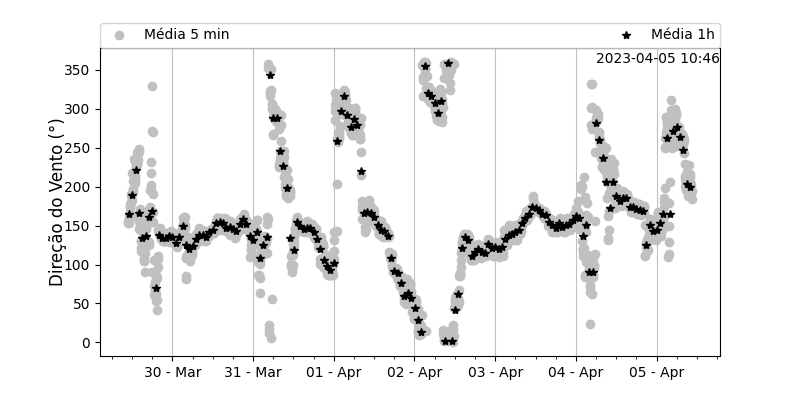 Média 5 min
Média 1h
2023-04-05 10:46
Direção do Vento (°)
350
300
250
200
150
100
50
0
30 - Mar
31 - Mar
01 - Apr
02 - Apr
03 - Apr
04 - Apr
05 - Apr